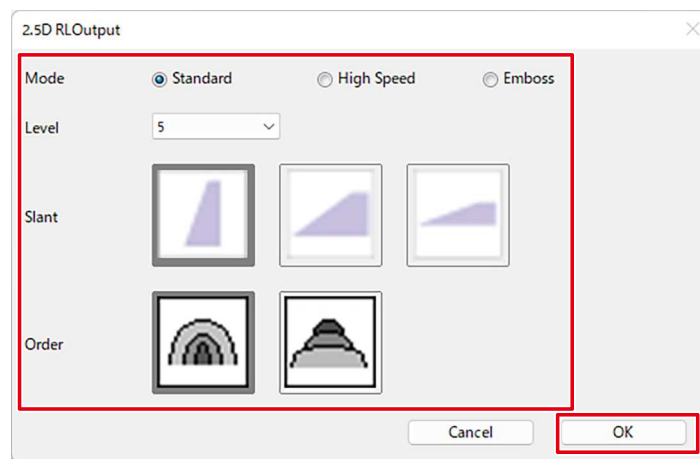 2.5D RLOutput
Mode Standard High Speed Emboss
Level 5
Slant
Order
Cancel OK